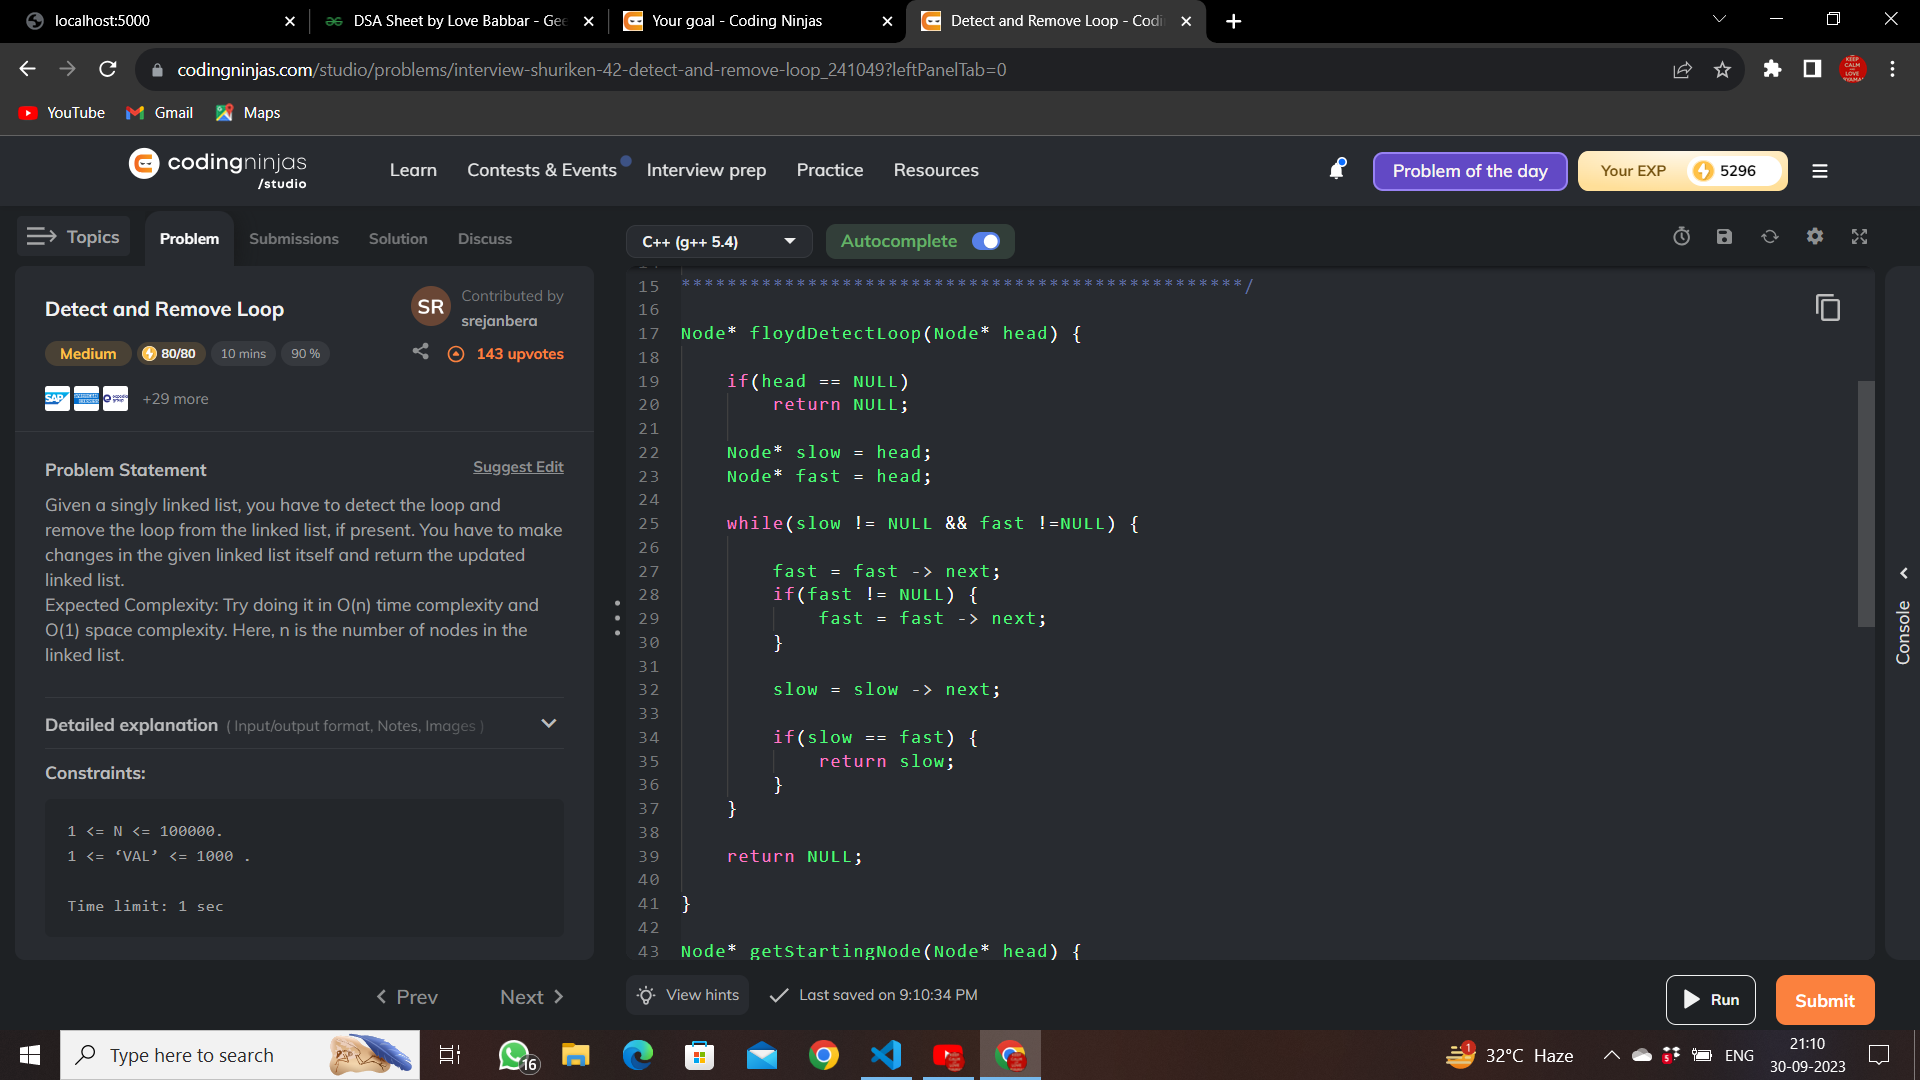 localhost:5000
DSA Sheet by Love Babbar - Gee
Your goal - Coding Ninjas
Detect and Remove Loop - Codi
codingninjas.com/studio/problems/interview-shuriken-42-detect-and-remove-loop_241049?leftPanelTab=0
YouTube
Gmail
Maps
codingninjas
/studio
Learn
Contests & Events
Interview prep
Practice
Resources
Problem of the day
Your EXP
5296
Topics
Problem
Submissions
Solution
Discuss
C++ (g++ 5.4)
Autocomplete
Detect and Remove Loop
SR
Contributed by
srejanbera
Medium
80/80
10 mins
90 %
143 upvotes
SAP
+29 more
Problem Statement
Suggest Edit
Given a singly linked list, you have to detect the loop and
remove the loop from the linked list, if present. You have to make
changes in the given linked list itself and return the updated
linked list.
Expected Complexity: Try doing it in O(n) time complexity and
O(1) space complexity. Here, n is the number of nodes in the
linked list.
Detailed explanation ( Input/output format, Notes, Images )
Constraints:
1 <= N <= 100000.
1 <= ‘VAL’ <= 1000 .
Time limit: 1 sec
Prev
Next
15 *************************************************/
16
17 Node* floydDetectLoop(Node* head) {
18
19 if(head == NULL)
20 return NULL;
21
22 Node* slow = head;
23 Node* fast = head;
24
25 while(slow != NULL && fast !=NULL) {
26
27 fast = fast -> next;
28 if(fast != NULL) {
29 fast = fast -> next;
30 }
31
32 slow = slow -> next;
33
34 if(slow == fast) {
35 return slow;
36 }
37 }
38
39 return NULL;
40
41 }
42
43 Node* getStartingNode(Node* head) {
Console
View hints
Last saved on 9:10:34 PM
Run
Submit
Type here to search
16
1
32°C Haze
5
ENG
21:10
30-09-2023